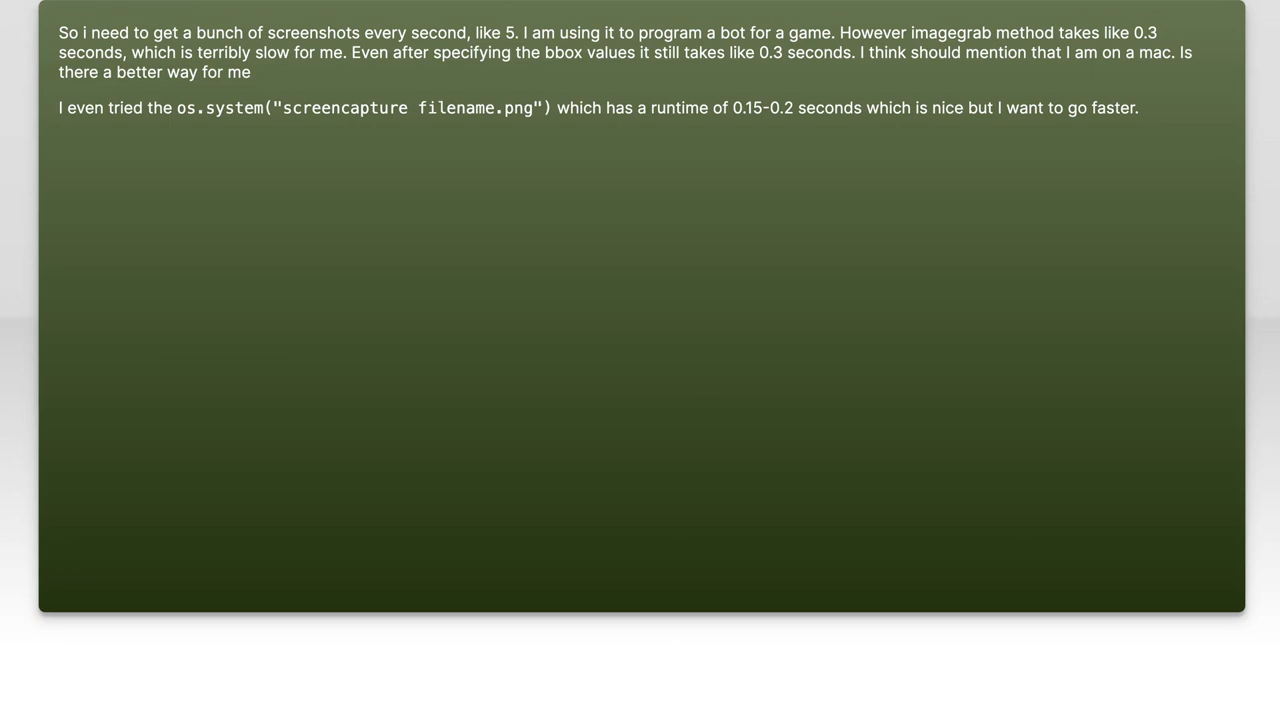 So i need to get a bunch of screenshots every second, like 5. I am using it to program a bot for a game. However imagegrab method takes like 0.3
seconds, which is terribly slow for me. Even after specifying the bbox values it still takes like 0.3 seconds. I think should mention that I am on a mac. Is
there a better way for me
I even tried the os.system("screencapture filename.png") which has a runtime of 0.15-0.2 seconds which is nice but I want to go faster.